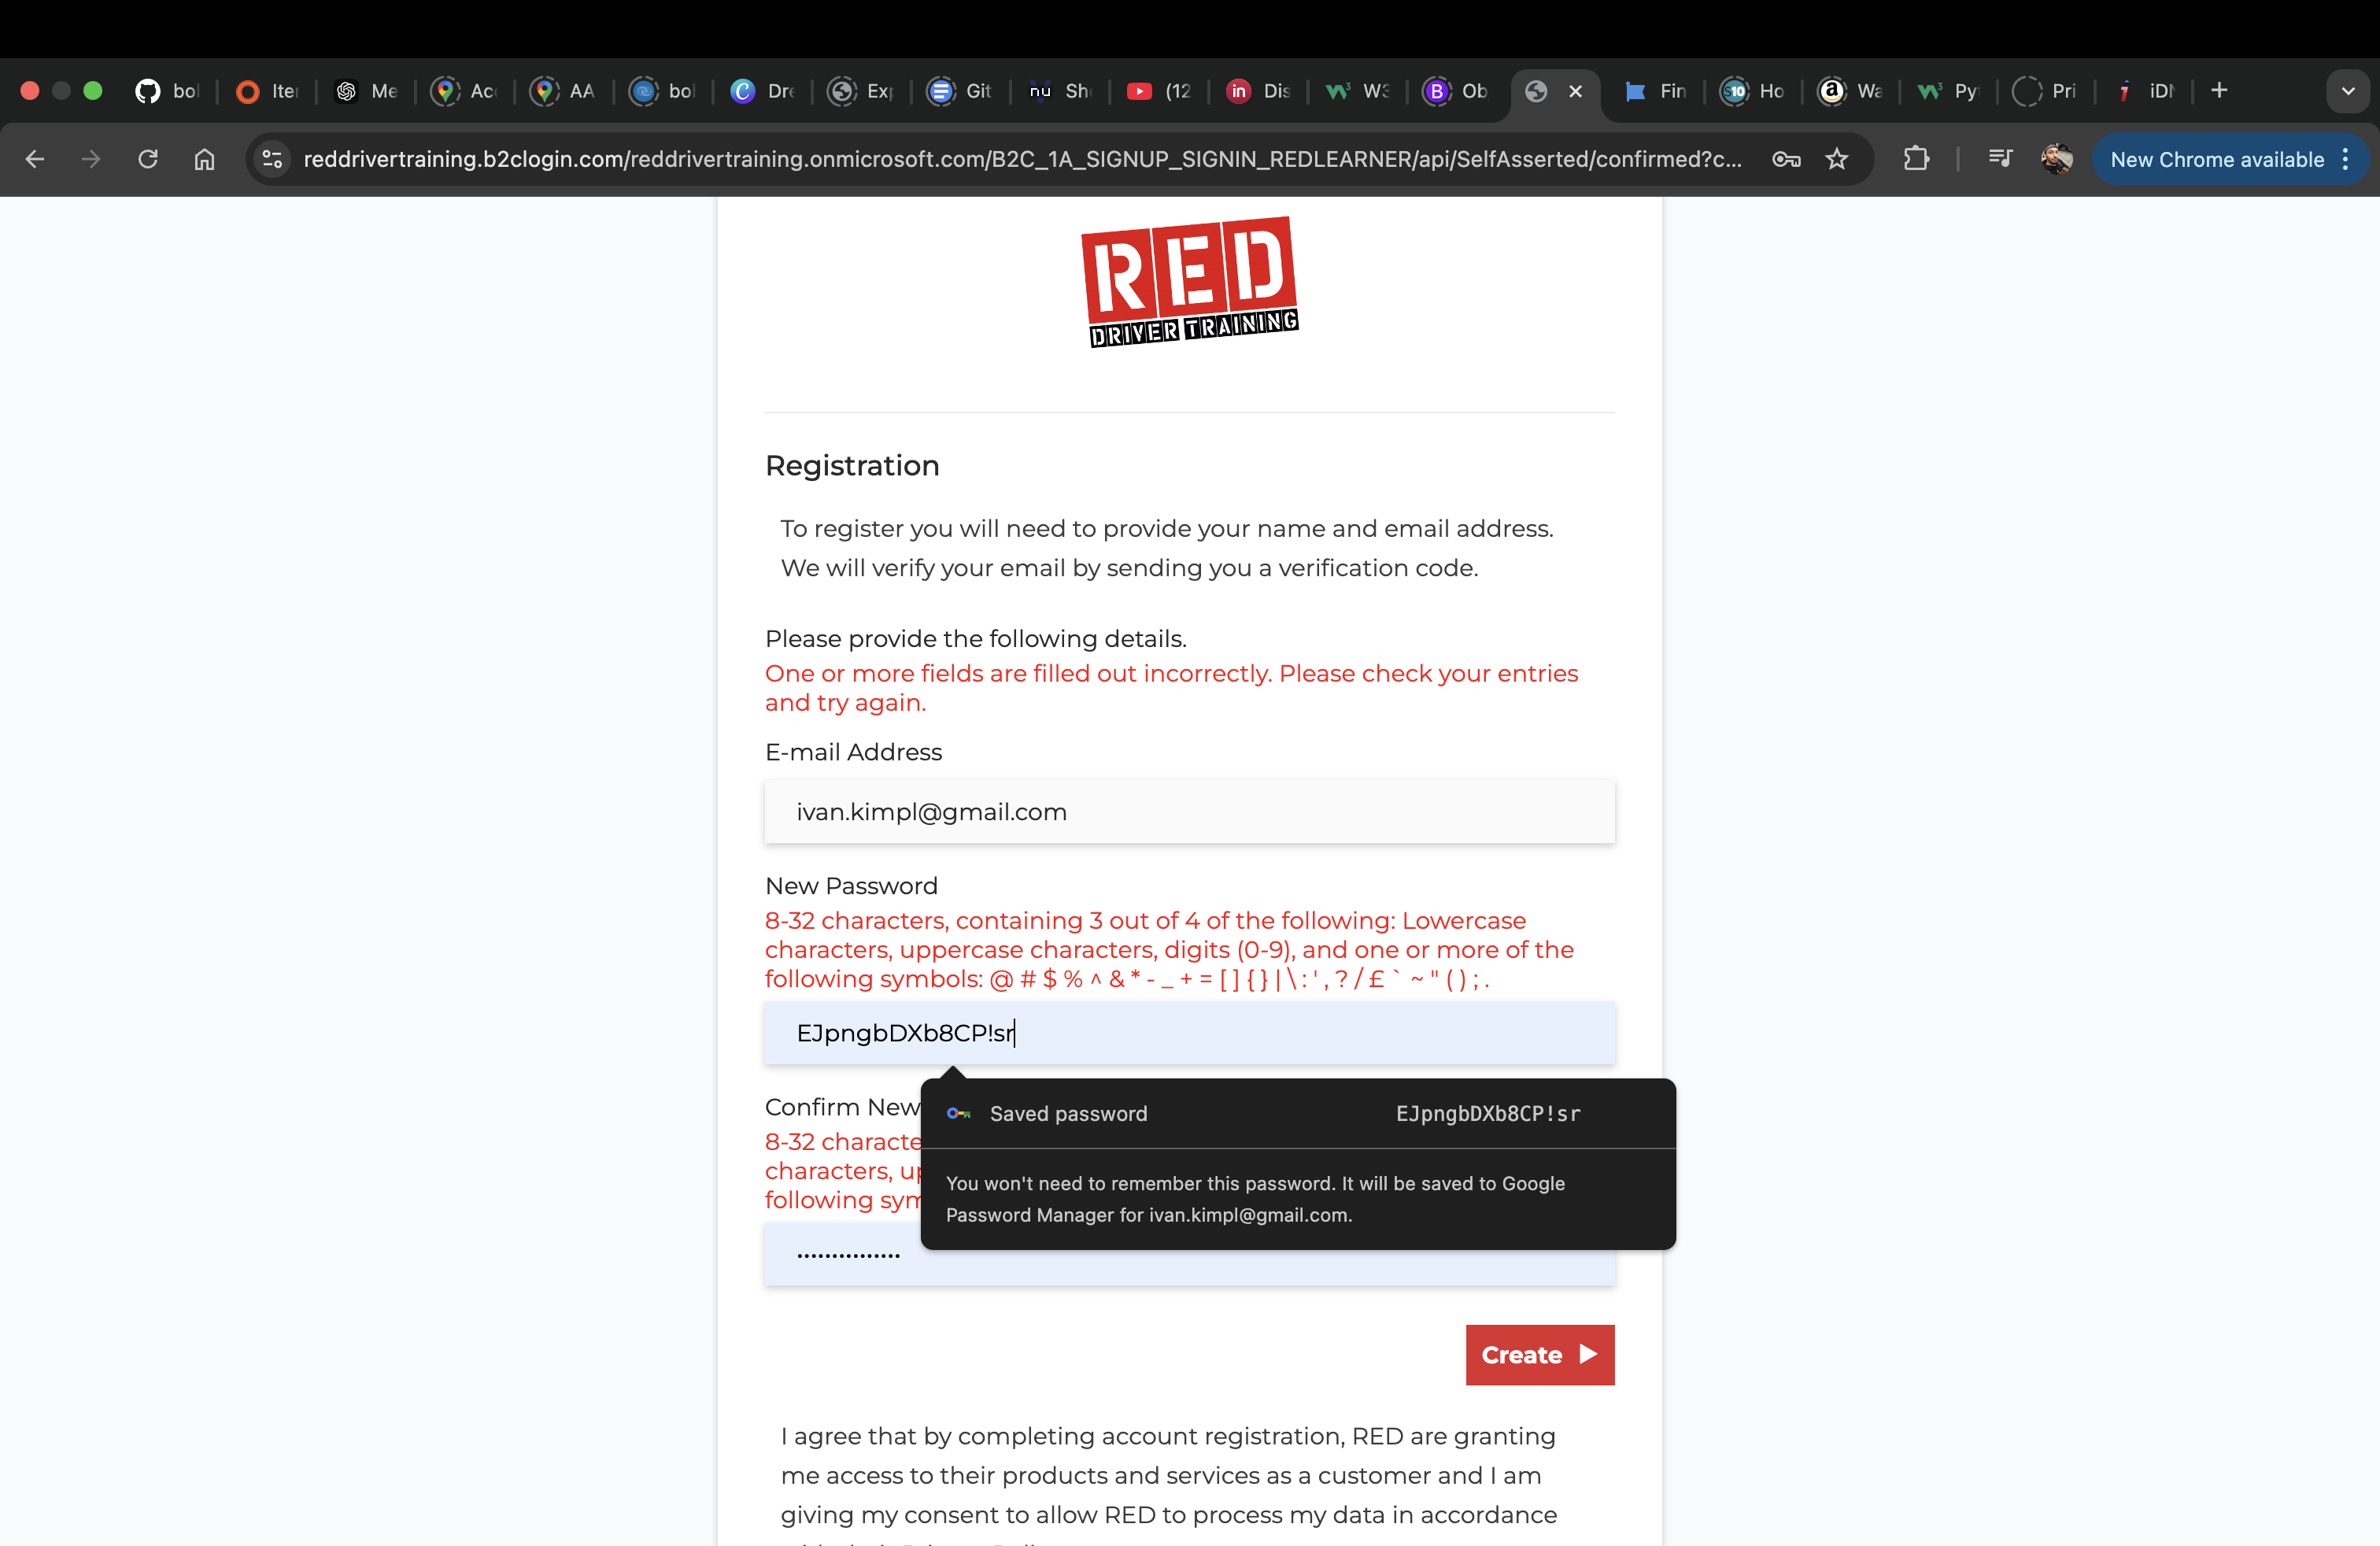 bo
Ite
Me
Ac
AA
bo
Dre
Exp
Git
nu
Sh
(12
in
Dis
W3
B
Ob
Fin
10
Ho
Wa
Py
Pri
iDN
reddrivertraining.b2clogin.com/reddrivertraining.onmicrosoft.com/B2C_1A_SIGNUP_SIGNIN_REDLEARNER/api/SelfAsserted/confirmed?c...
New Chrome available
RED
DRIVER TRAINING
Registration
To register you will need to provide your name and email address.
We will verify your email by sending you a verification code.
Please provide the following details.
One or more fields are filled out incorrectly. Please check your entries
and try again.
E-mail Address
ivan.kimpl@gmail.com
New Password
8-32 characters, containing 3 out of 4 of the following: Lowercase
characters, uppercase characters, digits (0-9), and one or more of the
following symbols: @ # $ % ^ & * - _ + = [ ] { } | \ : ' , ? / £ ` ~ " ( ) ; .
EJpngbDXb8CP!sr
Saved password EJpngbDXb8CP!sr
You won't need to remember this password. It will be saved to Google
Password Manager for ivan.kimpl@gmail.com.
Confirm New
8-32 characte
characters, up
following sym
Create
I agree that by completing account registration, RED are granting
me access to their products and services as a customer and I am
giving my consent to allow RED to process my data in accordance